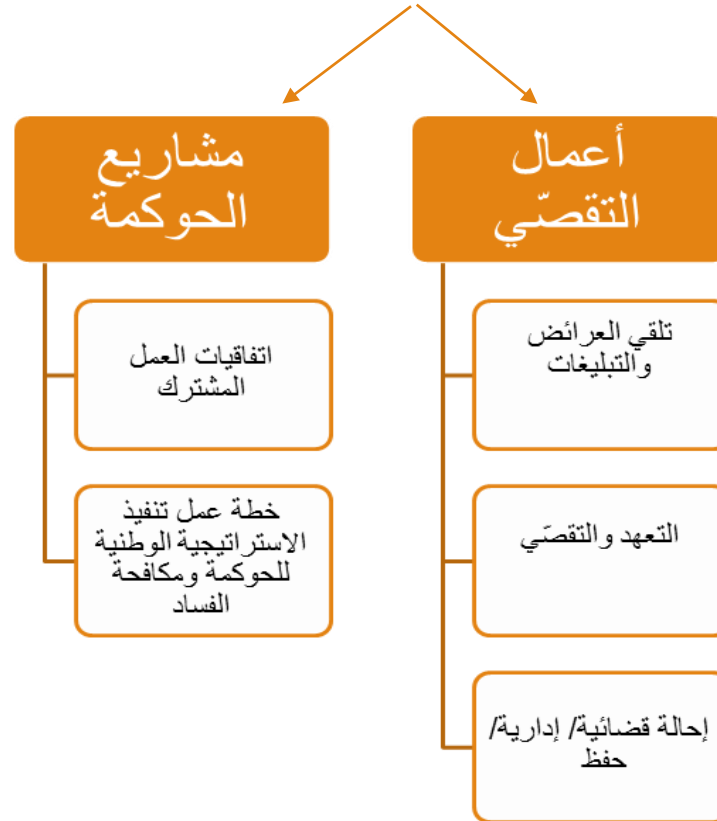 أعمال
التقصّي
تلقي العرائض
والتبليغات
التعهد والتقصّي
إحالة قضائية/ إدارية/
حفظ
مشاريع
الحوكمة
اتفاقيات العمل
المشترك
خطة عمل تنفيذ
الاستراتيجية الوطنية
للحوكمة ومكافحة
الفساد